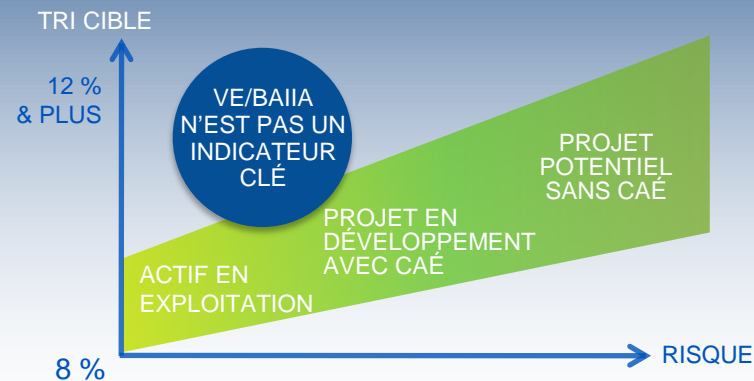 TRI CIBLE
12 %
& PLUS
VE/BAIIA
N'EST PAS UN
INDICATEUR
CLÉ
PROJET
POTENTIEL
SANS CAÉ
PROJET EN
DÉVELOPPEMENT
AVEC CAÉ
ACTIF EN
EXPLOITATION
8 %
RISQUE